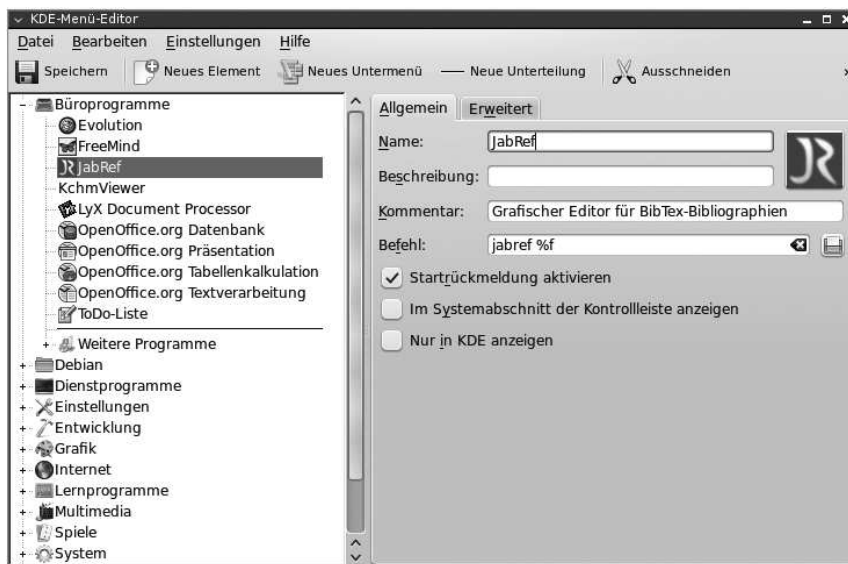 KDE-Menü-Editor
Datei Bearbeiten Einstellungen Hilfe
Speichern Neues Element Neues Untermenü Neue Unterteilung Ausschneiden
Büroprogramme
Evolution
FreeMind
JabRef
KchmViewer
LyX Document Processor
OpenOffice.org Datenbank
OpenOffice.org Präsentation
OpenOffice.org Tabellenkalkulation
OpenOffice.org Textverarbeitung
ToDo-Liste
Weitere Programme
Debian
Dienstprogramme
Einstellungen
Entwicklung
Grafik
Internet
Lernprogramme
Multimedia
Spiele
System
Allgemein Erweitert
Name: JabRef
Beschreibung:
Kommentar: Grafischer Editor für BibTex-Bibliographien
Befehl: jabref %f
Startrückmeldung aktivieren
Im Systemabschnitt der Kontrollleiste anzeigen
Nur in KDE anzeigen